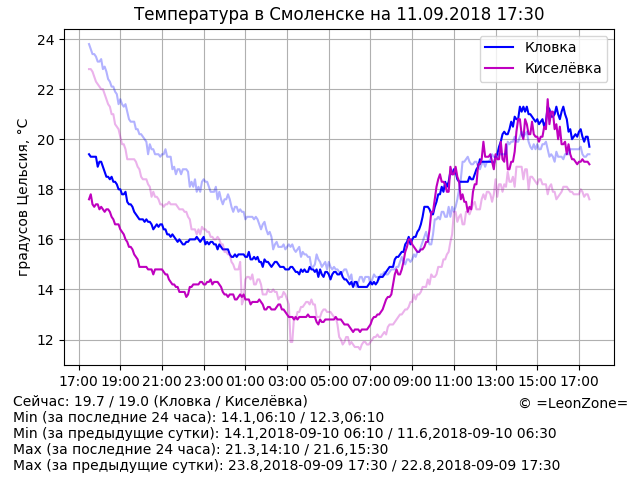 Температура в Смоленске на 11.09.2018 17:30
Кловка
Киселёвка
градусов Цельсия, °C
24
22
20
18
16
14
12
17:00 19:00 21:00 23:00 01:00 03:00 05:00 07:00 09:00 11:00 13:00 15:00 17:00
Сейчас: 19.7 / 19.0 (Кловка / Киселёвка)
© =LeonZone=
Min (за последние 24 часа): 14.1,06:10 / 12.3,06:10
Min (за предыдущие сутки): 14.1,2018-09-10 06:10 / 11.6,2018-09-10 06:30
Max (за последние 24 часа): 21.3,14:10 / 21.6,15:30
Max (за предыдущие сутки): 23.8,2018-09-09 17:30 / 22.8,2018-09-09 17:30